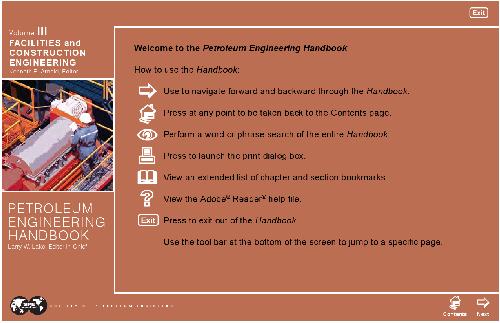 Exit
Volume III
FACILITIES and
CONSTRUCTION
ENGINEERING
Kenneth E. Arnold, Editor
Welcome to the Petroleum Engineering Handbook
How to use the Handbook:
Use to navigate forward and backward through the Handbook.
Press at any point to be taken back to the Contents page.
Perform a word or phrase search of the entire Handbook.
Press to launch the print dialog box.
View an extended list of chapter and section bookmarks.
View the Adobe® Reader® help file.
Exit Press to exit out of the Handbook.
Use the tool bar at the bottom of the screen to jump to a specific page.
PETROLEUM
ENGINEERING
HANDBOOK
Larry W. Lake, Editor-in-Chief
Contents
Next